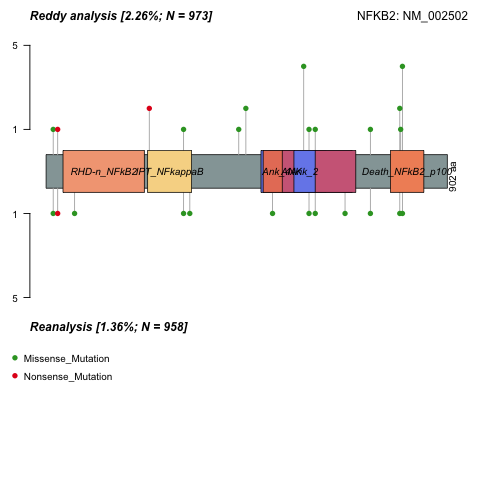 Reddy analysis [2.26%; N = 973]
NFKB2: NM_002502
5
1
RHD-n_NFkB2
IPT_NFkappaB
Ank_2
Death_NFkB2_p100
902 aa
1
5
Reanalysis [1.36%; N = 958]
Missense_Mutation
Nonsense_Mutation